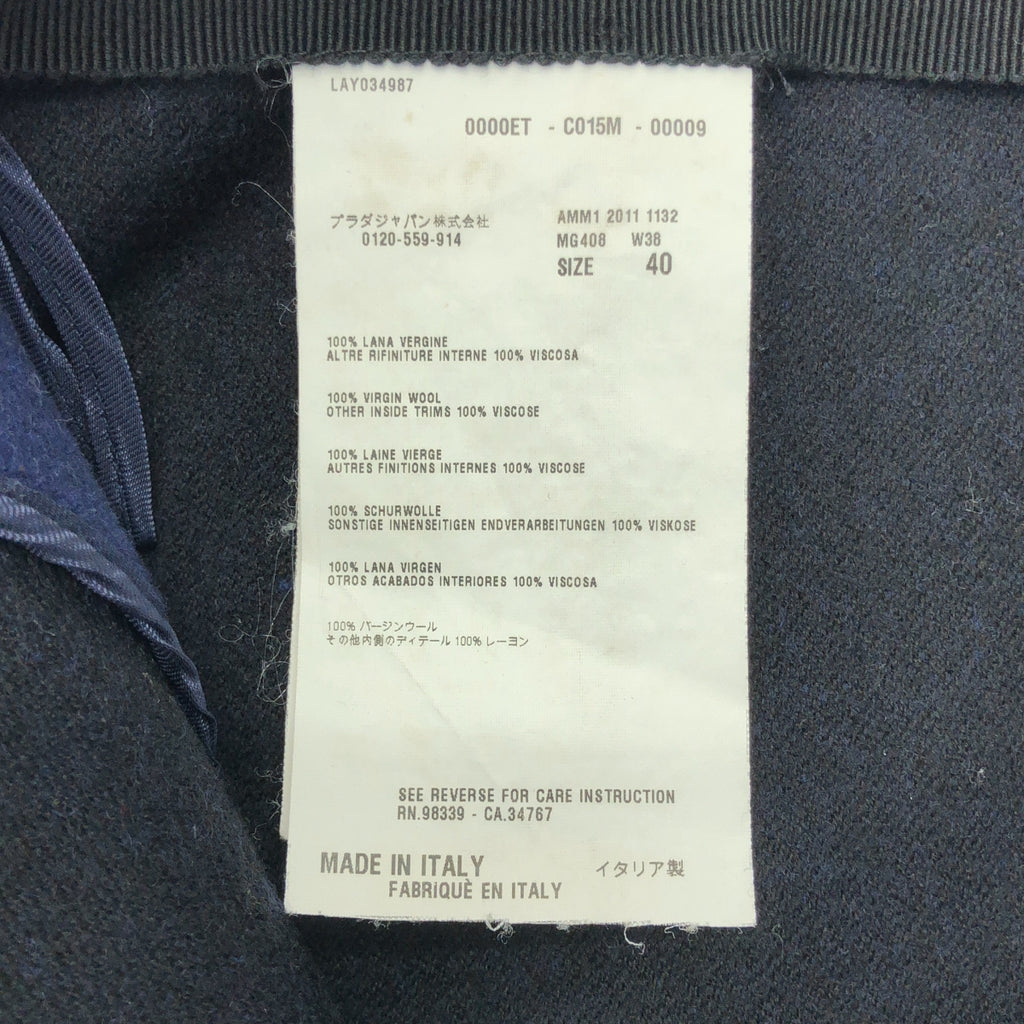 LAY034987
0000ET - C015M - 00009
プラダジャパン株式会社
0120-559-914
AMM1 2011 1132
MG408 W38
SIZE 40
100% LANA VERGINE
ALTRE RIFINITURE INTERNE 100% VISCOSA
100% VIRGIN WOOL
OTHER INSIDE TRIMS 100% VISCOSE
100% LAINE VIERGE
AUTRES FINITIONS INTERNES 100% VISCOSE
100% SCHURWOLLE
SONSTIGE INNENSEITIGEN ENDVERARBEITUNGEN 100% VISKOSE
100% LANA VIRGEN
OTROS ACABADOS INTERIORES 100% VISCOSA
100% バージンウール
その他内側のディテール 100% レーヨン
SEE REVERSE FOR CARE INSTRUCTION
RN.98339 - CA.34767
MADE IN ITALY イタリア製
FABRIQUÈ EN ITALY